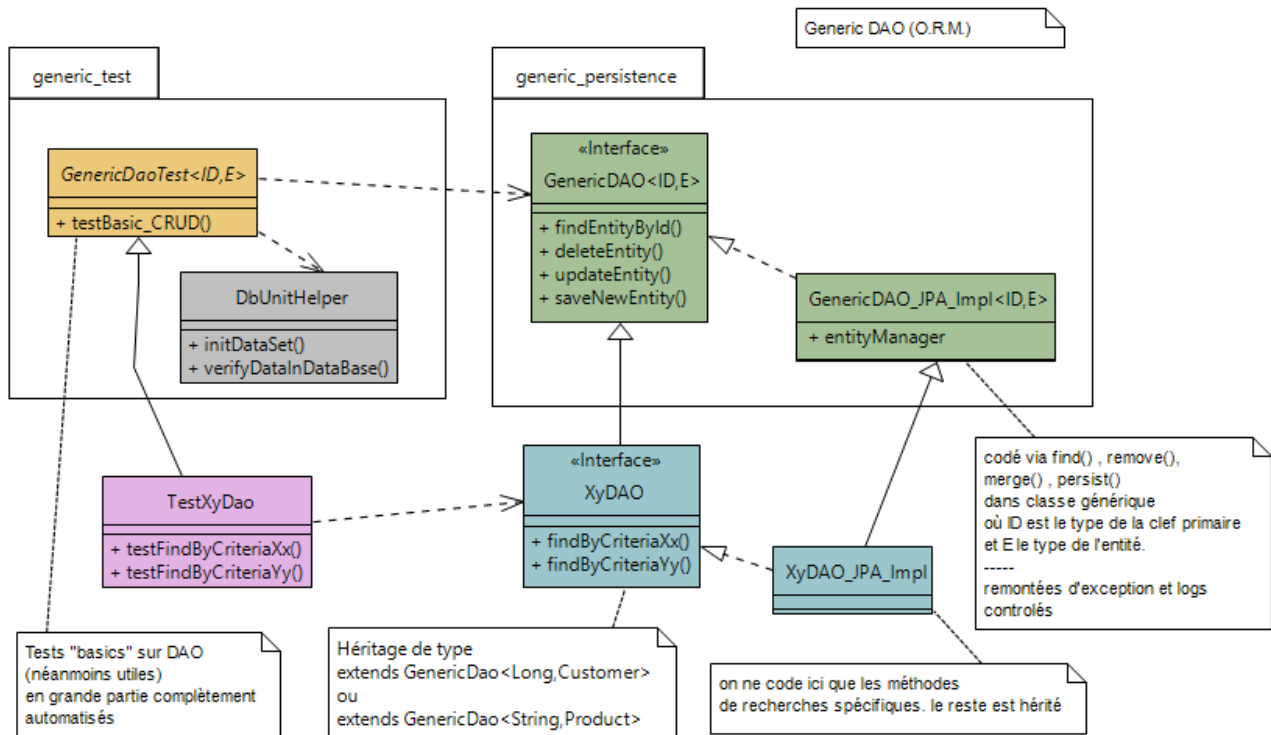 Generic DAO (O.R.M.)
generic_test
generic_persistence
GenericDaoTest<ID,E>
+ testBasic_CRUD()
DbUnitHelper
+ initDataSet()
+ verifyDataInDataBase()
«Interface»
GenericDAO<ID,E>
+ findEntityById()
+ deleteEntity()
+ updateEntity()
+ saveNewEntity()
GenericDAO_JPA_Impl<ID,E>
+ entityManager
TestXyDao
+ testFindByCriteriaXx()
+ testFindByCriteriaYy()
«Interface»
XyDAO
+ findByCriteriaXx()
+ findByCriteriaYy()
XyDAO_JPA_Impl
codé via find() , remove(),
merge() , persist()
dans classe générique
où ID est le type de la clef primaire
et E le type de l'entité.
-----
remontées d'exception et logs
controlés
Tests "basics" sur DAO
(néanmoins utiles)
en grande partie complètement
automatisés
Héritage de type
extends GenericDao<Long,Customer>
ou
extends GenericDao<String,Product>
on ne code ici que les méthodes
de recherches spécifiques. le reste est hérité